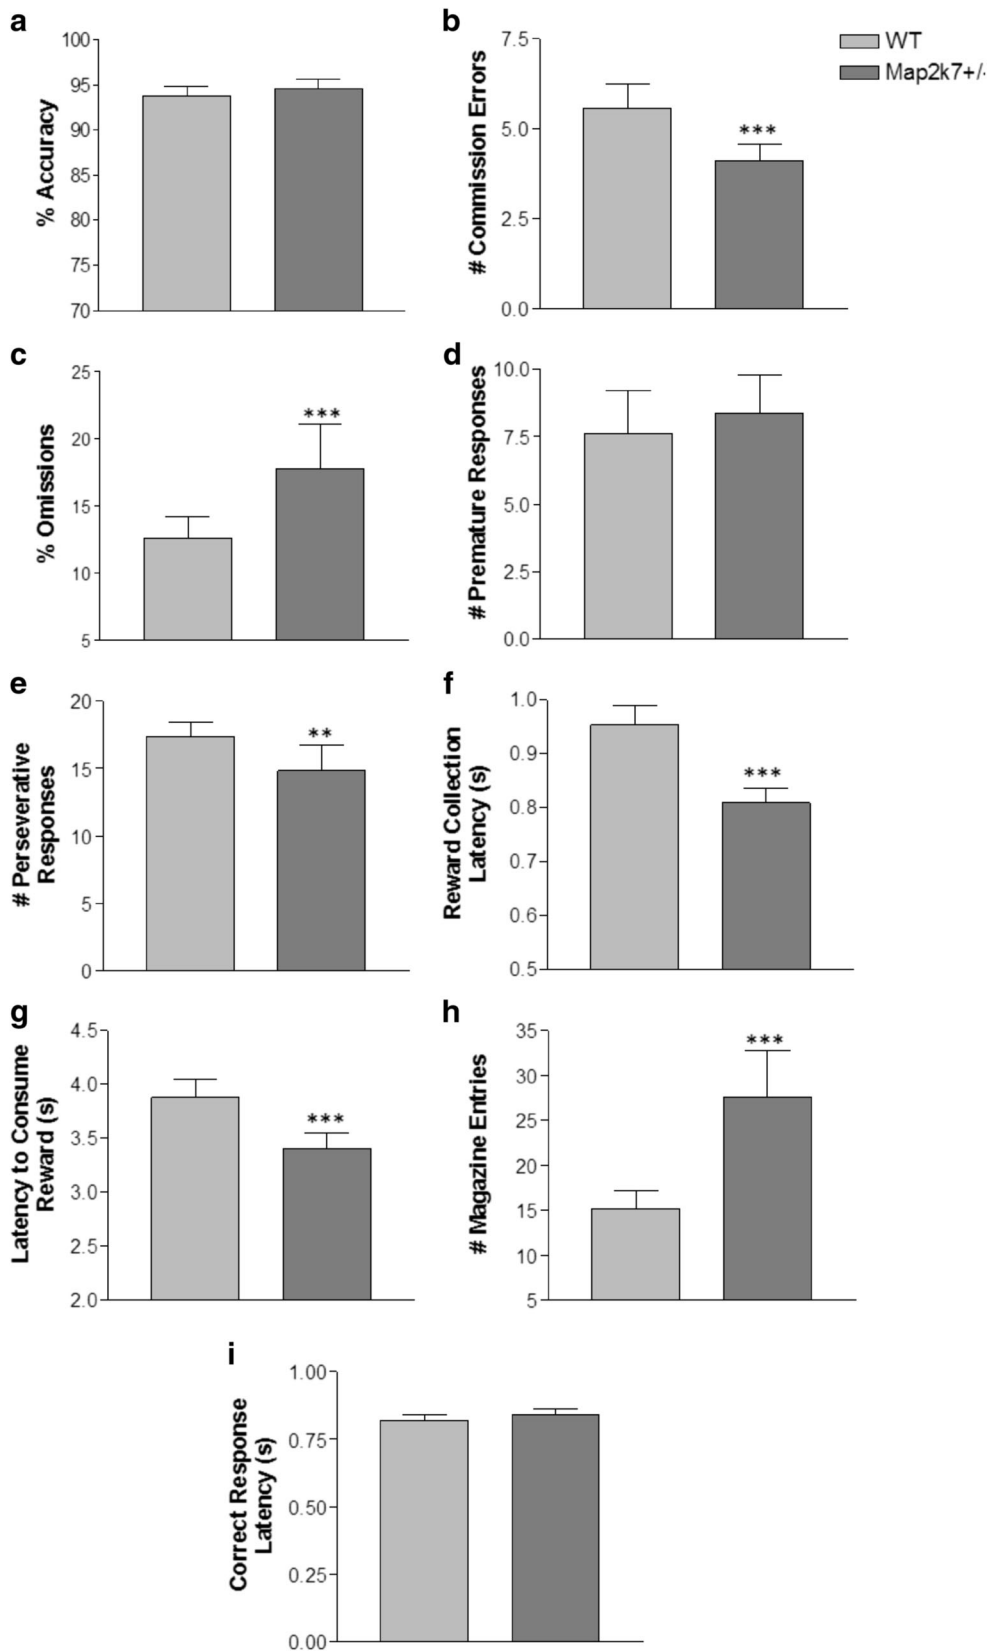 a
100
95
90
85
80
75
70
% Accuracy
b
7.5
5.0
2.5
0.0
# Commission Errors
***
WT
Map2k7+/-
c
25
20
15
10
5
% Omissions
***
d
10.0
7.5
5.0
2.5
0.0
# Premature Responses
e
20
15
10
5
0
# Perseverative
Responses
**
f
1.0
0.9
0.8
0.7
0.6
0.5
Reward Collection
Latency (s)
***
g
4.5
4.0
3.5
3.0
2.5
2.0
Latency to Consume
Reward (s)
***
h
35
30
25
20
15
10
5
# Magazine Entries
***
i
1.00
0.75
0.50
0.25
0.00
Correct Response
Latency (s)